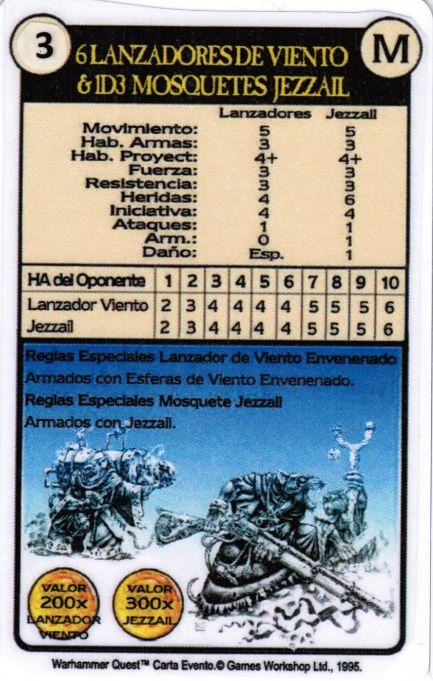 3
6 LANZADORES DE VIENTO
M
& 1D3 MOSQUETES JEZZAIL
Lanzadores Jezzail
Movimiento: 5 5
Hab. Armas: 3 3
Hab. Proyect: 4+ 4+
Fuerza: 3 3
Resistencia: 3 3
Heridas: 4 6
Iniciativa: 4 4
Ataques: 1 1
Arm.: 0 1
Daño: Esp. 1
HA del Oponente 1 2 3 4 5 6 7 8 9 10
Lanzador Viento 2 3 4 4 4 4 5 5 5 6
Jezzail 2 3 4 4 4 4 5 5 5 6
Reglas Especiales Lanzador de Viento Envenenado
Armados con Esferas de Viento Envenenado.
Reglas Especiales Mosquete Jezzail
Armados con Jezzail.
VALOR
200x
LANZADOR
VIENTO
VALOR
300x
JEZZAIL
Warhammer Quest™ Carta Evento.© Games Workshop Ltd., 1995.